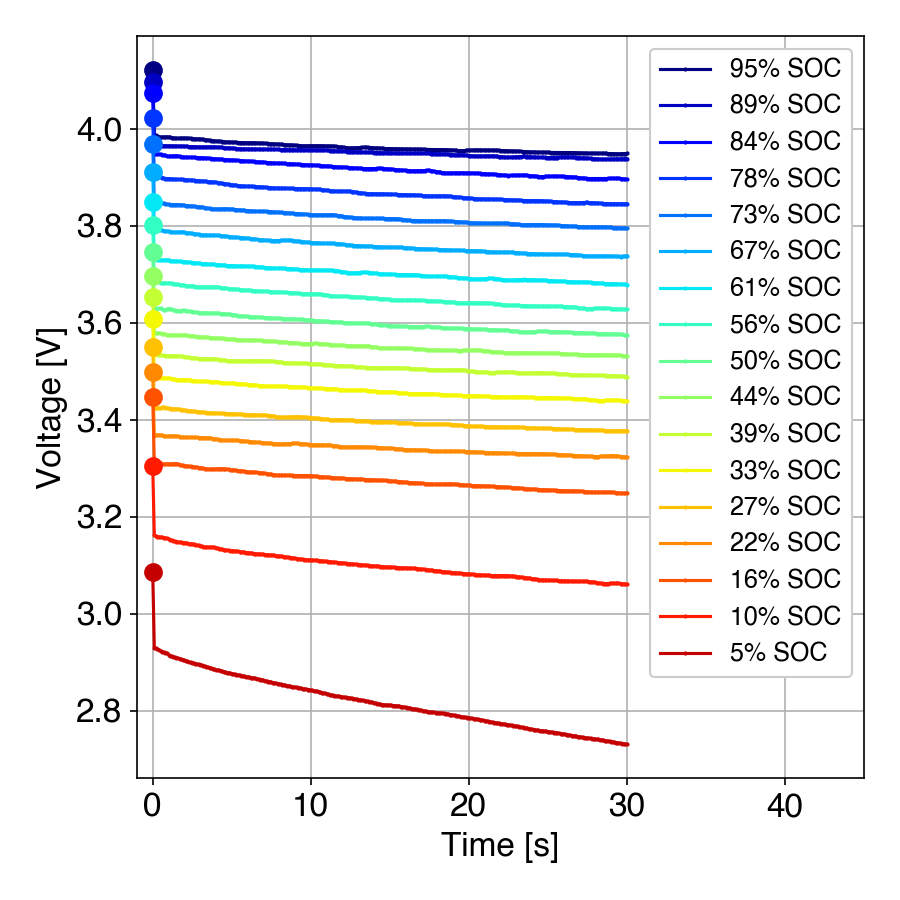 Voltage [V]
4.0
3.8
3.6
3.4
3.2
3.0
2.8
0 10 20 30 40
Time [s]
95% SOC
89% SOC
84% SOC
78% SOC
73% SOC
67% SOC
61% SOC
56% SOC
50% SOC
44% SOC
39% SOC
33% SOC
27% SOC
22% SOC
16% SOC
10% SOC
5% SOC